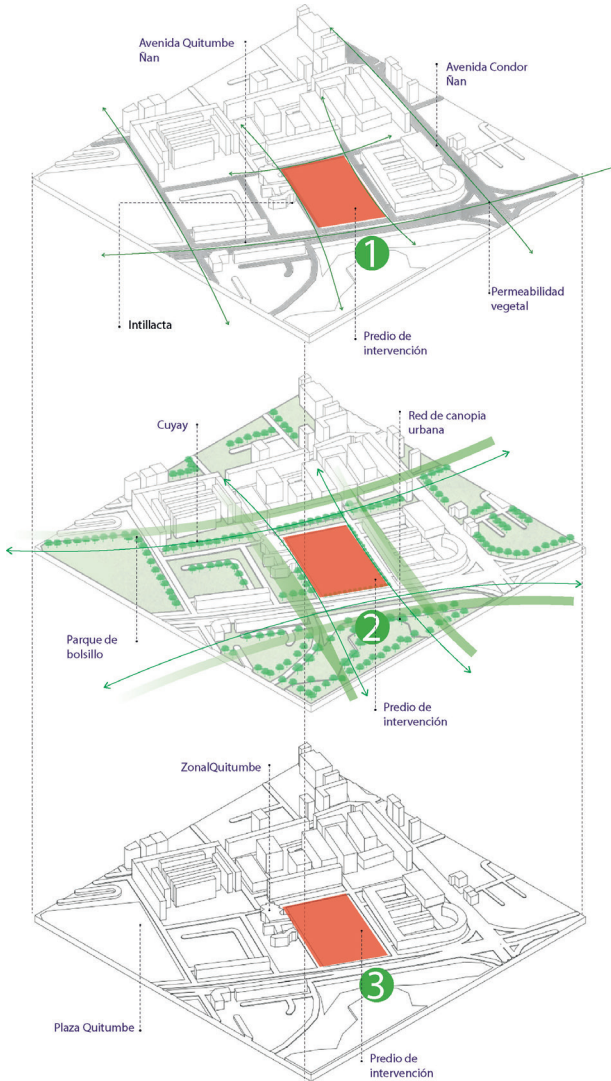 Avenida Quitumbe
Ñan
Avenida Condor
Ñan
1
Intillacta
Predio de
intervención
Permeabilidad
vegetal
Cuyay
Red de canopia
urbana
2
Parque de
bolsillo
Predio de
intervención
ZonalQuitumbe
3
Plaza Quitumbe
Predio de
intervención